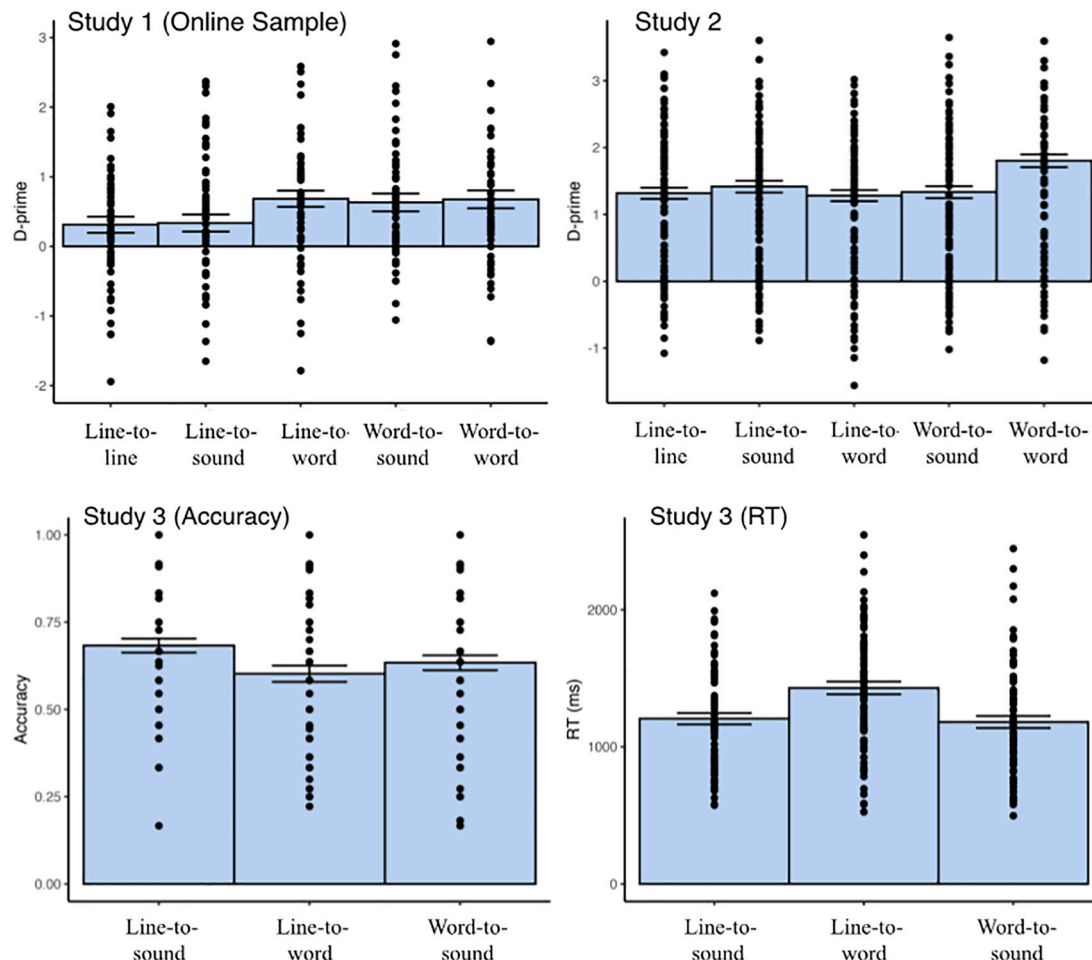 Study 1 (Online Sample)
3
2
1
0
-1
-2
D-prime
Line-to-
line
Line-to-
sound
Line-to-
word
Word-to-
sound
Word-to-
word
Study 2
3
2
1
0
-1
D-prime
Line-to-
line
Line-to-
sound
Line-to-
word
Word-to-
sound
Word-to-
word
Study 3 (Accuracy)
1.00
0.75
0.50
0.25
0.00
Accuracy
Line-to-
sound
Line-to-
word
Word-to-
sound
Study 3 (RT)
2000
1000
0
RT (ms)
Line-to-
sound
Line-to-
word
Word-to-
sound